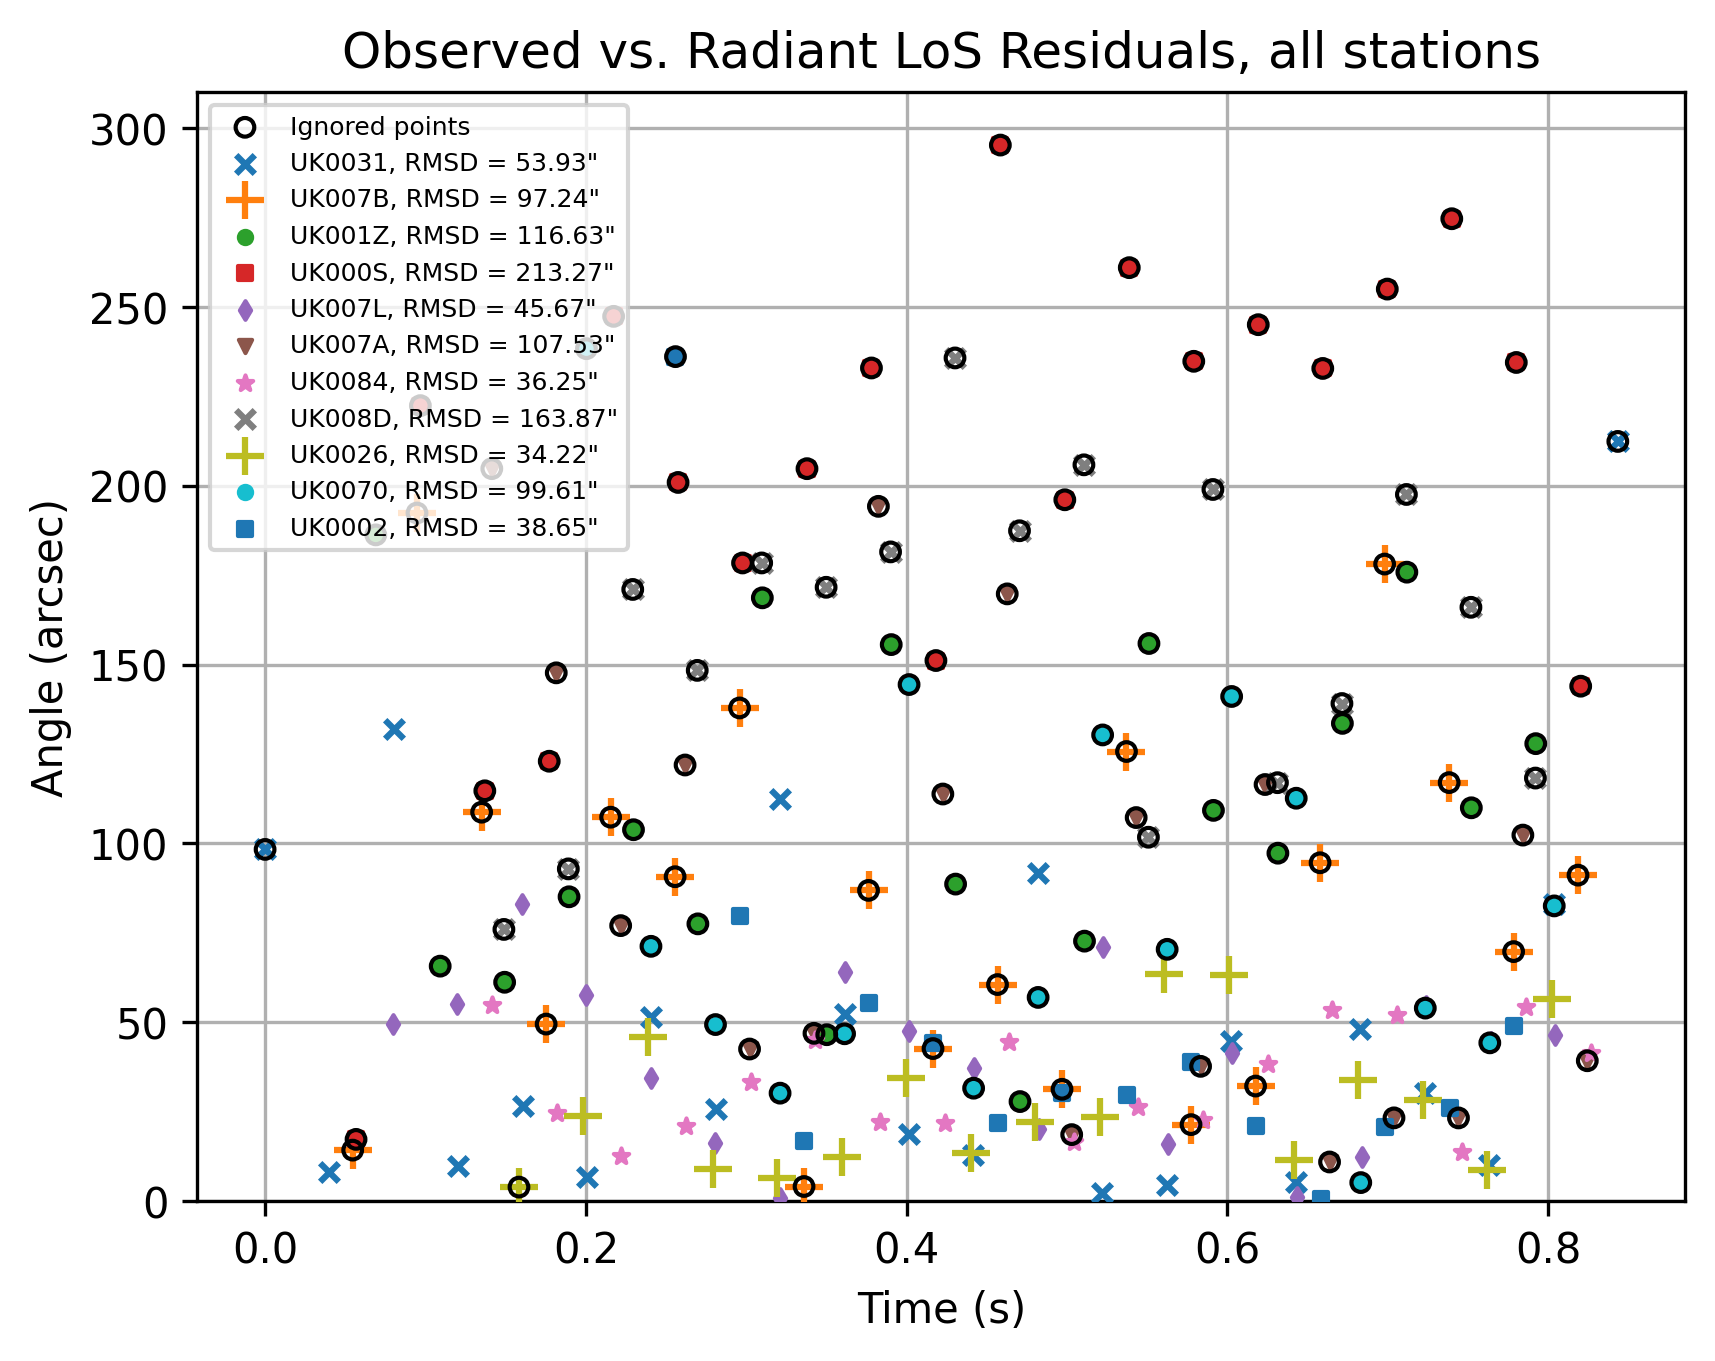 Observed vs. Radiant LoS Residuals, all stations
300
250
200
150
100
50
0
Angle (arcsec)
Ignored points
UK0031, RMSD = 53.93"
UK007B, RMSD = 97.24"
UK001Z, RMSD = 116.63"
UK000S, RMSD = 213.27"
UK007L, RMSD = 45.67"
UK007A, RMSD = 107.53"
UK0084, RMSD = 36.25"
UK008D, RMSD = 163.87"
UK0026, RMSD = 34.22"
UK0070, RMSD = 99.61"
UK0002, RMSD = 38.65"
0.0 0.2 0.4 0.6 0.8
Time (s)